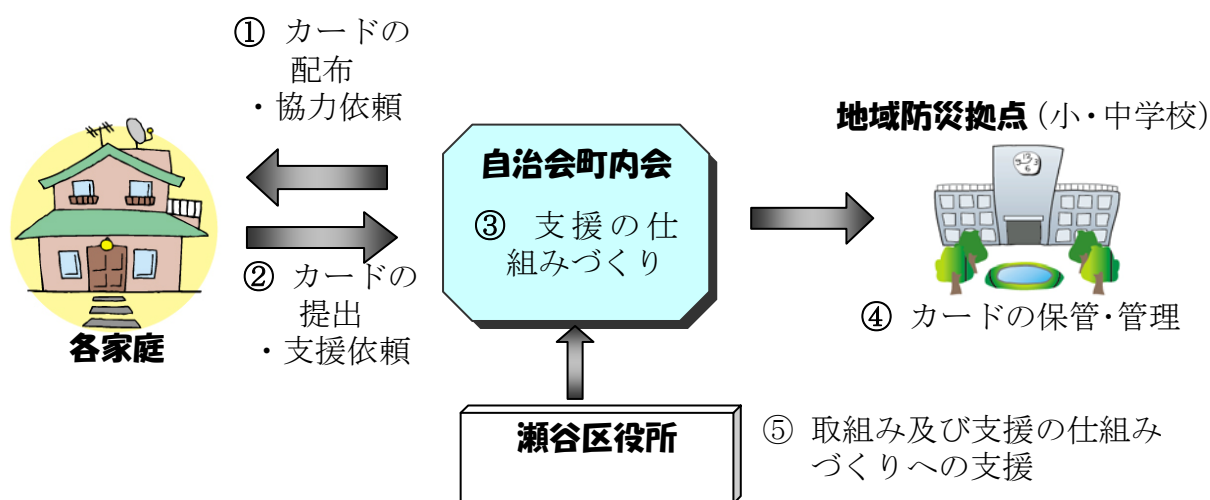 ① カードの
配布
・協力依頼
② カードの
提出
・支援依頼
各家庭
自治会町内会
③ 支援の仕
組みづくり
地域防災拠点(小・中学校)
12
3
6
④ カードの保管・管理
瀬谷区役所
⑤ 取組み及び支援の仕組み
づくりへの支援